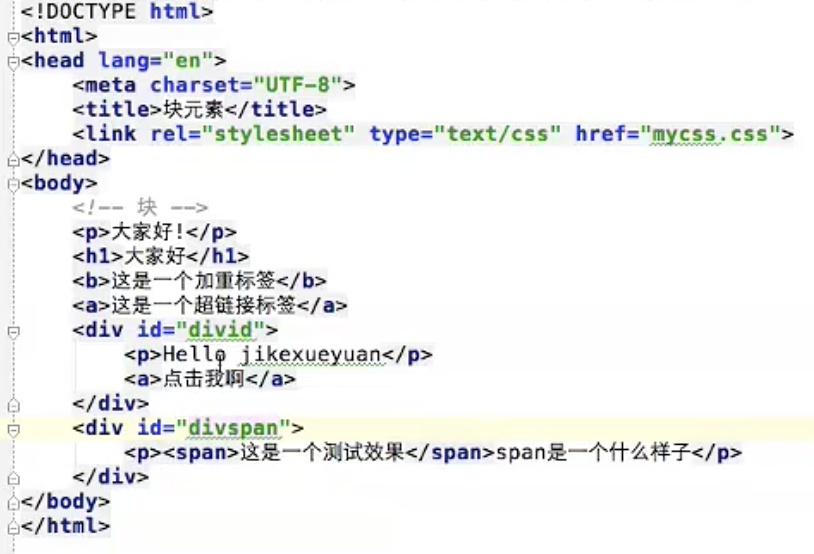 <!DOCTYPE html>
<html>
<head lang="en">
    <meta charset="UTF-8">
    <title>块元素</title>
    <link rel="stylesheet" type="text/css" href="mycss.css">
</head>
<body>
    <!-- 块 -->
    <p>大家好!</p>
    <h1>大家好</h1>
    <b>这是一个加重标签</b>
    <a>这是一个超链接标签</a>
    <div id="divid">
        <p>Hello jikexueyuan</p>
        <a>点击我啊</a>
    </div>
    <div id="divspan">
        <p><span>这是一个测试效果</span>span是一个什么样子</p>
    </div>
</body>
</html>